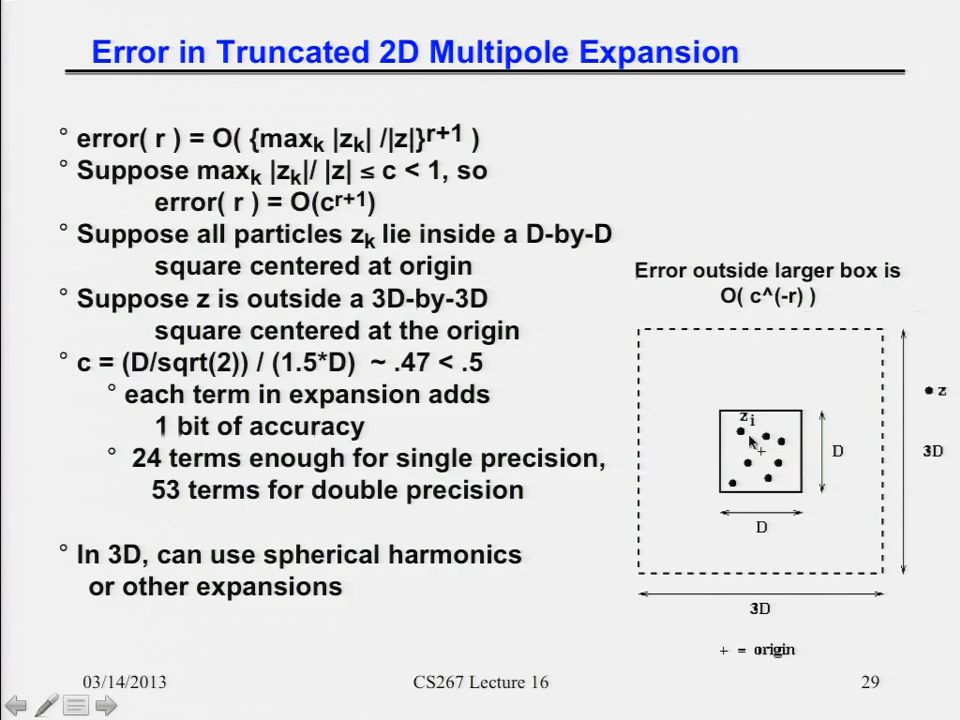 Error in Truncated 2D Multipole Expansion
° error( r ) = O( {maxk |zk| /|z|}r+1 )
° Suppose maxk |zk|/ |z| ≤ c < 1, so
error( r ) = O(cr+1)
° Suppose all particles zk lie inside a D-by-D
square centered at origin
° Suppose z is outside a 3D-by-3D
square centered at the origin
° c = (D/sqrt(2)) / (1.5*D) ~ .47 < .5
° each term in expansion adds
1 bit of accuracy
° 24 terms enough for single precision,
53 terms for double precision
° In 3D, can use spherical harmonics
or other expansions
Error outside larger box is
O( c^(-r) )
z
zi
+
D
3D
D
3D
+ = origin
03/14/2013
CS267 Lecture 16
29